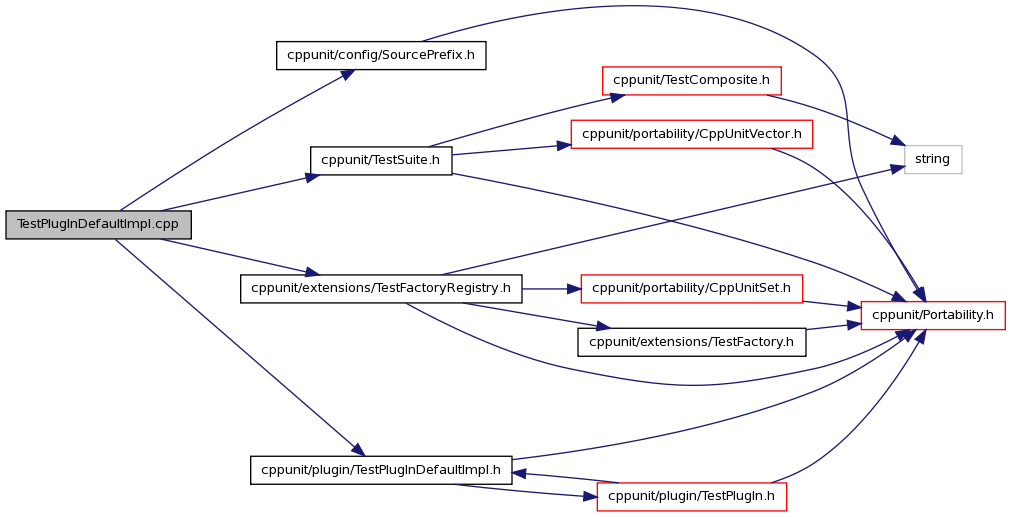 cppunit/config/SourcePrefix.h
cppunit/TestComposite.h
cppunit/portability/CppUnitVector.h
cppunit/TestSuite.h
string
TestPlugInDefaultImpl.cpp
cppunit/extensions/TestFactoryRegistry.h
cppunit/portability/CppUnitSet.h
cppunit/Portability.h
cppunit/extensions/TestFactory.h
cppunit/plugin/TestPlugInDefaultImpl.h
cppunit/plugin/TestPlugIn.h